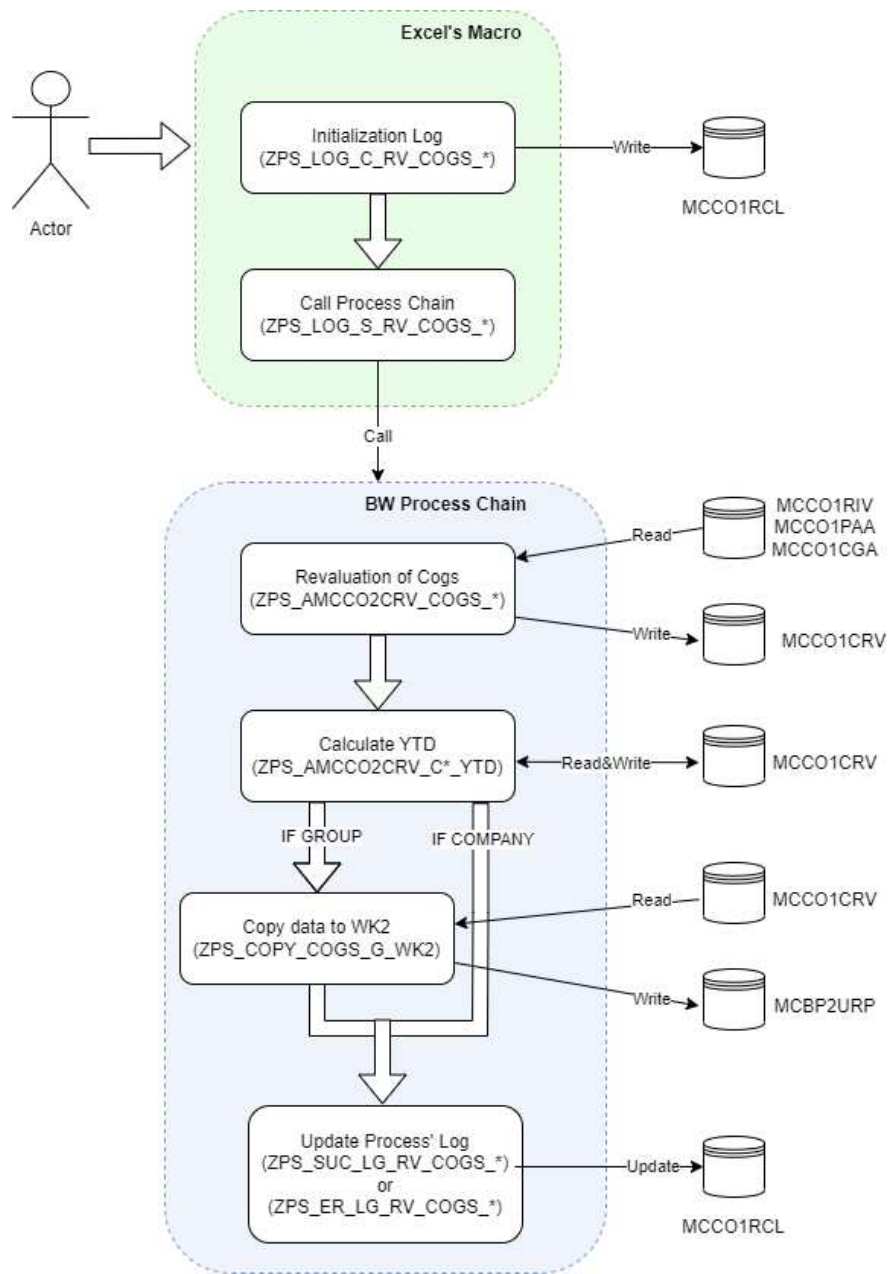 Excel's Macro
Initialization Log
(ZPS_LOG_C_RV_COGS_*)
Write
MCCO1RCL
Actor
Call Process Chain
(ZPS_LOG_S_RV_COGS_*)
Call
BW Process Chain
MCCO1RIV
MCCO1PAA
MCCO1CGA
Read
Revaluation of Cogs
(ZPS_AMCCO2CRV_COGS_*)
Write
MCCO1CRV
Calculate YTD
(ZPS_AMCCO2CRV_C*_YTD)
Read&Write
MCCO1CRV
IF GROUP
IF COMPANY
Copy data to WK2
(ZPS_COPY_COGS_G_WK2)
Read
MCCO1CRV
Write
MCBP2URP
Update Process' Log
(ZPS_SUC_LG_RV_COGS_*)
or
(ZPS_ER_LG_RV_COGS_*)
Update
MCCO1RCL